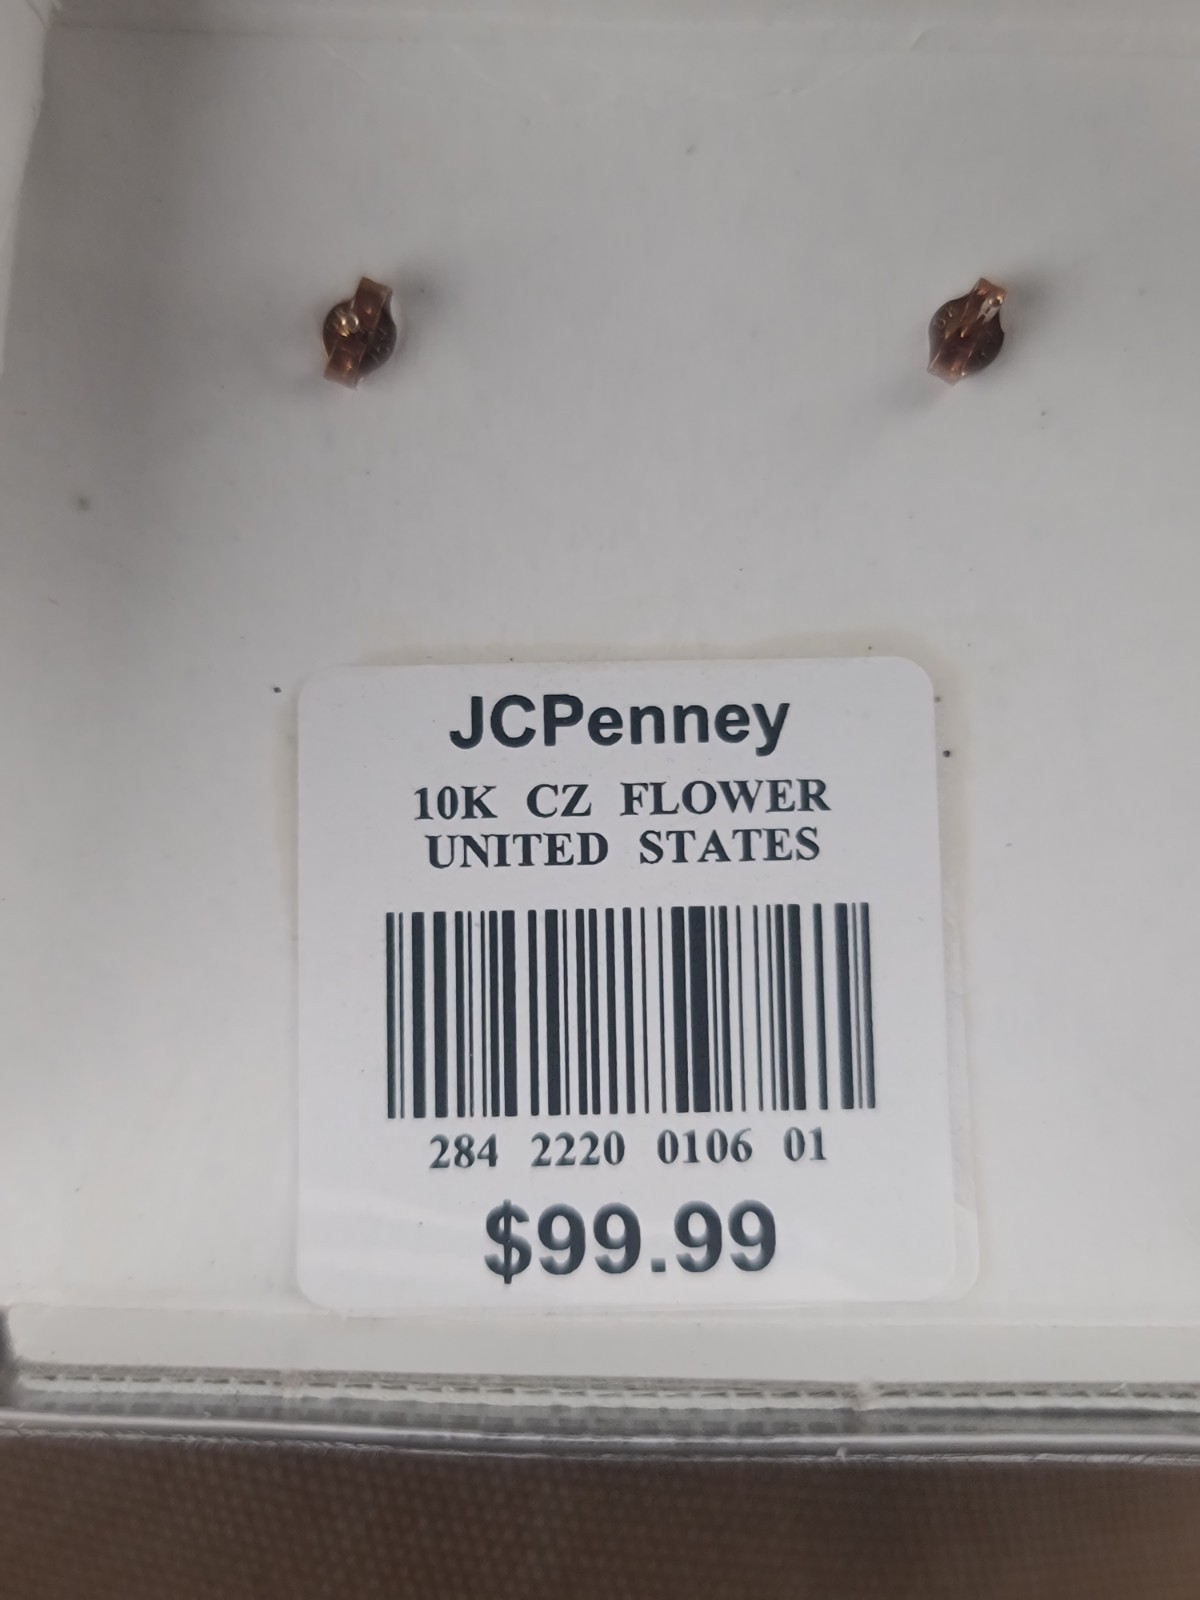 JCPenney
10K CZ FLOWER
UNITED STATES
284 2220 0106 01
$99.99